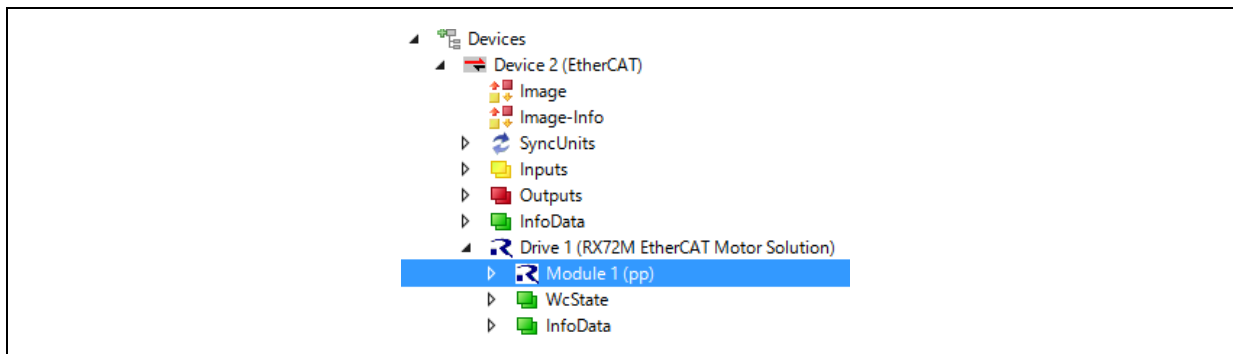 Devices
Device 2 (EtherCAT)
Image
Image-Info
SyncUnits
Inputs
Outputs
InfoData
Drive 1 (RX72M EtherCAT Motor Solution)
Module 1 (pp)
WcState
InfoData